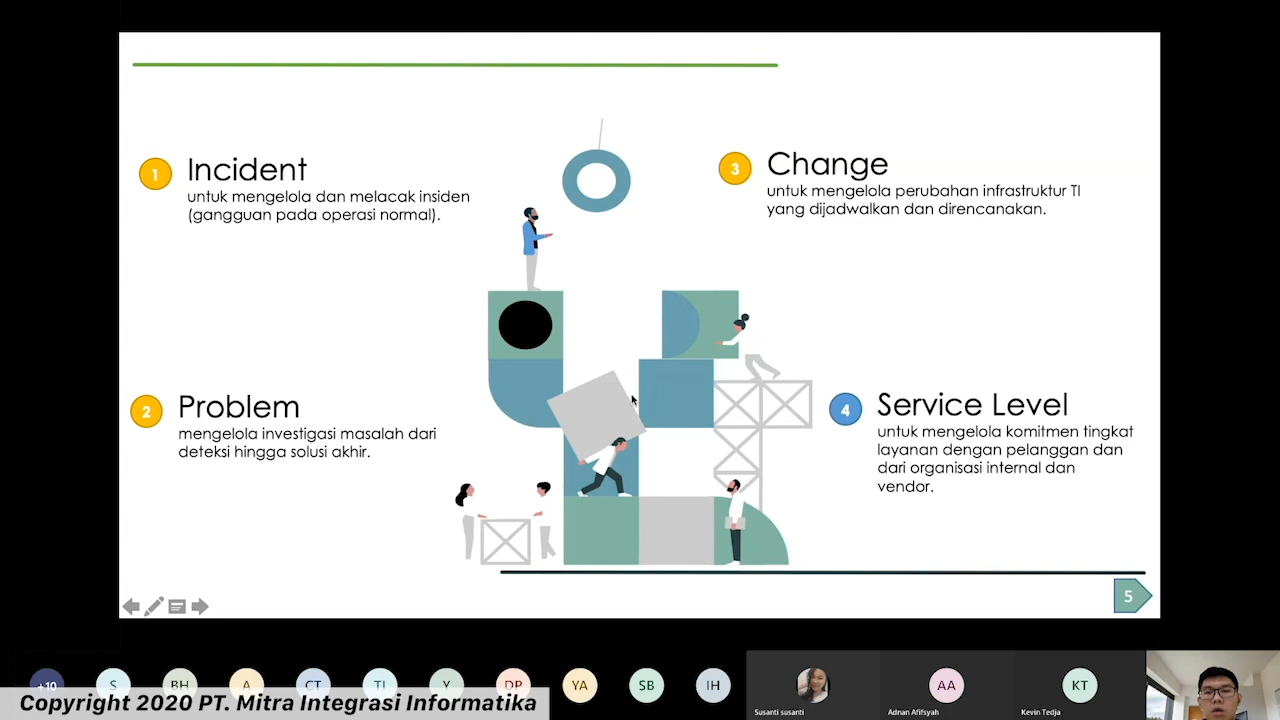 1
Incident
untuk mengelola dan melacak insiden
(gangguan pada operasi normal).
2
Problem
mengelola investigasi masalah dari
deteksi hingga solusi akhir.
3
Change
untuk mengelola perubahan infrastruktur TI
yang dijadwalkan dan direncanakan.
4
Service Level
untuk mengelola komitmen tingkat
layanan dengan pelanggan dan
dari organisasi internal dan
vendor.
5
+10 S BH A CT TI Y DP YA SB IH AA KT
Susanti susanti Adnan Afifsyah Kevin Tedja
Copyright 2020 PT. Mitra Integrasi Informatika